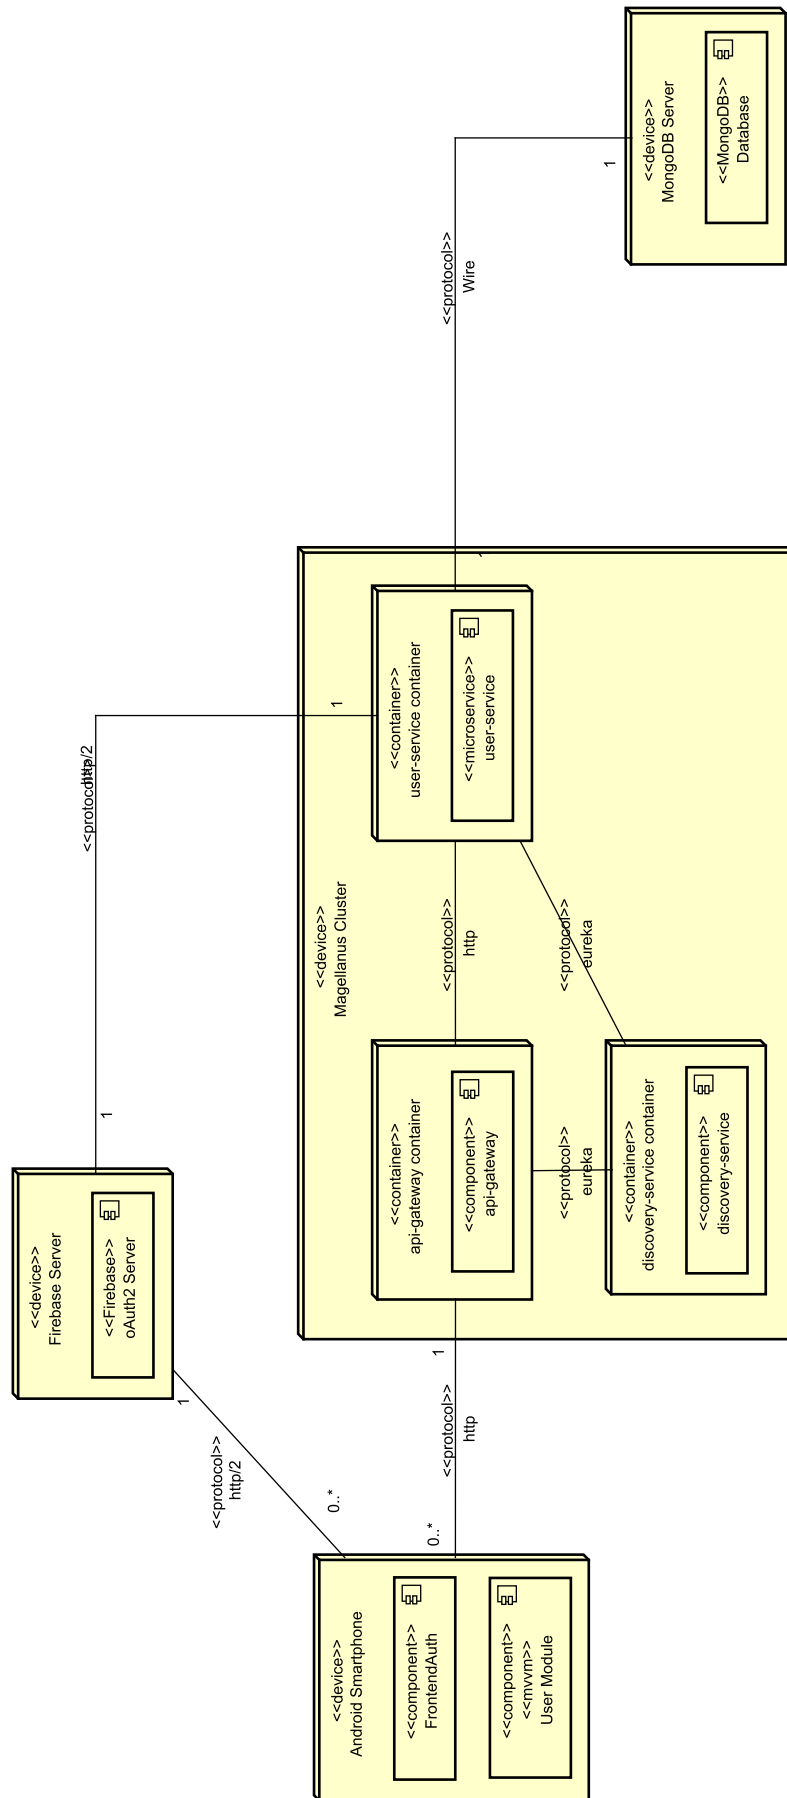 <<device>>
Firebase Server
<<Firebase>>
oAuth2 Server
1
1
<<protocol>>
http/2
<<protocol>>
http/2
1
0..*
<<device>>
Android Smartphone
<<component>>
FrontendAuth
<<component>>
<<mvvm>>
User Module
0..*
<<protocol>>
http
1
<<device>>
Magellanus Cluster
<<container>>
api-gateway container
<<component>>
api-gateway
<<protocol>>
http
<<container>>
user-service container
<<microservice>>
user-service
1
<<protocol>>
eureka
<<protocol>>
eureka
<<container>>
discovery-service container
<<component>>
discovery-service
<<protocol>>
Wire
1
<<device>>
MongoDB Server
<<MongoDB>>
Database